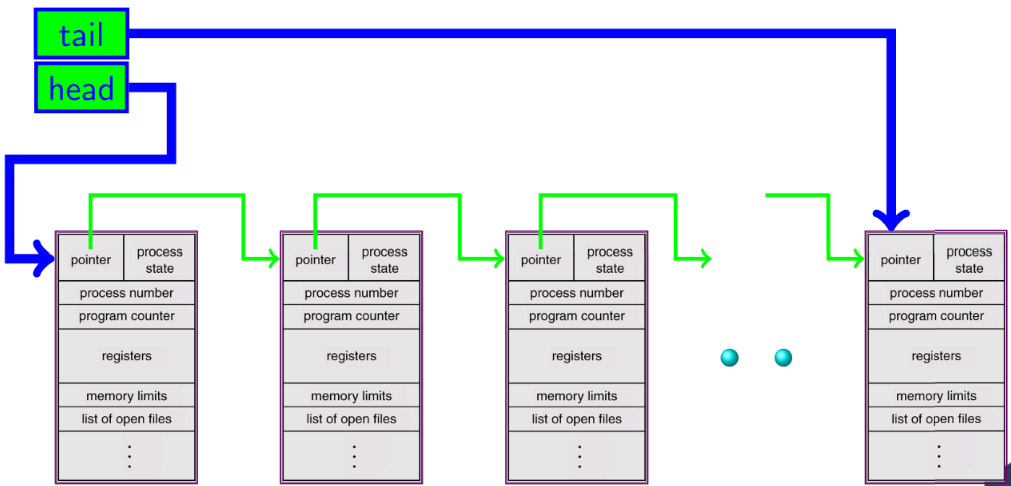 tail
head
pointer
process
state
process number
program counter
registers
memory limits
list of open files
pointer
process
state
process number
program counter
registers
memory limits
list of open files
pointer
process
state
process number
program counter
registers
memory limits
list of open files
pointer
process
state
process number
program counter
registers
memory limits
list of open files